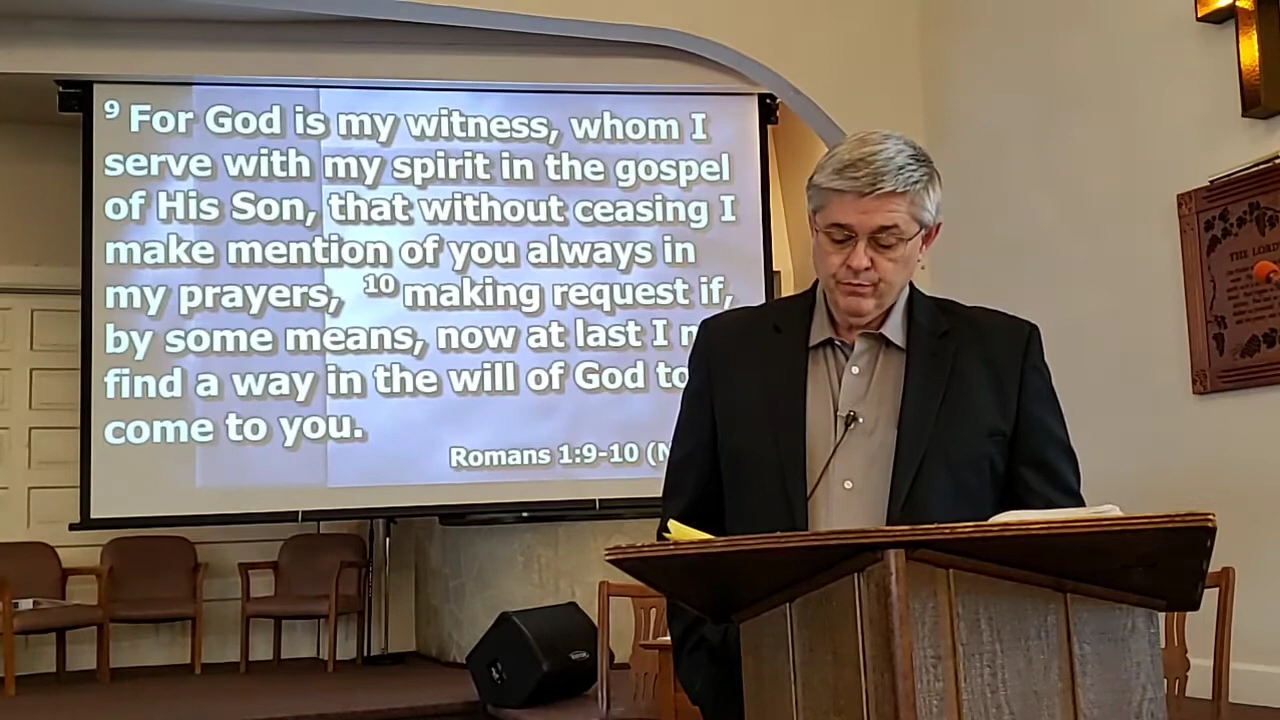 9 For God is my witness, whom I
serve with my spirit in the gospel
of His Son, that without ceasing I
make mention of you always in
my prayers, 10 making request if,
by some means, now at last I
find a way in the will of God to
come to you.
Romans 1:9-10 (N
THE LORD